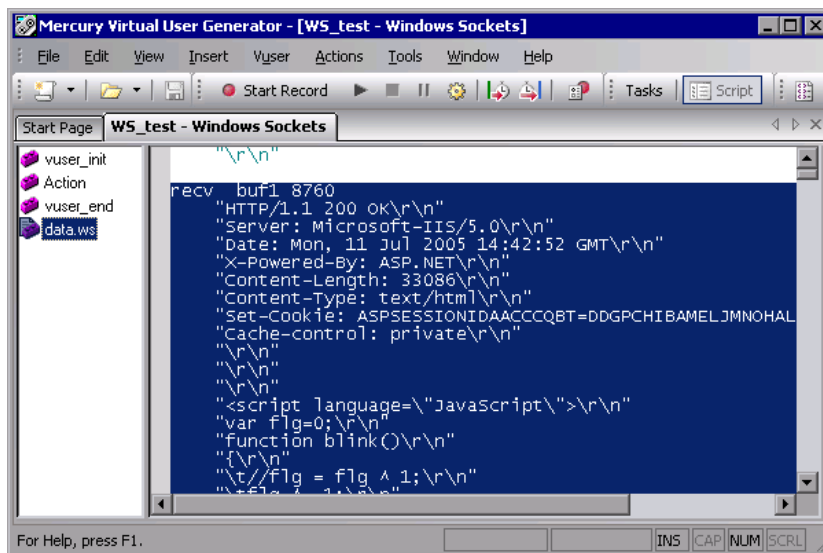 Mercury Virtual User Generator - [WS_test - Windows Sockets]
File Edit View Insert Vuser Actions Tools Window Help
Start Record Tasks Script
Start Page WS_test - Windows Sockets
vuser_init
Action
vuser_end
data.ws
"\r\n"
recv  buf1 8760
"HTTP/1.1 200 OK\r\n"
"Server: Microsoft-IIS/5.0\r\n"
"Date: Mon, 11 Jul 2005 14:42:52 GMT\r\n"
"X-Powered-By: ASP.NET\r\n"
"Content-Length: 33086\r\n"
"Content-Type: text/html\r\n"
"Set-Cookie: ASPSESSIONIDAACCCQBT=DDGPCHIBAMELJMNOHAL
"Cache-control: private\r\n"
"\r\n"
"\r\n"
"\r\n"
"<script language=\"JavaScript\">\r\n"
"var flg=0;\r\n"
"function blink()\r\n"
"{\r\n"
"\t//flg = flg ^ 1;\r\n"
For Help, press F1.
INS CAP NUM SCRL